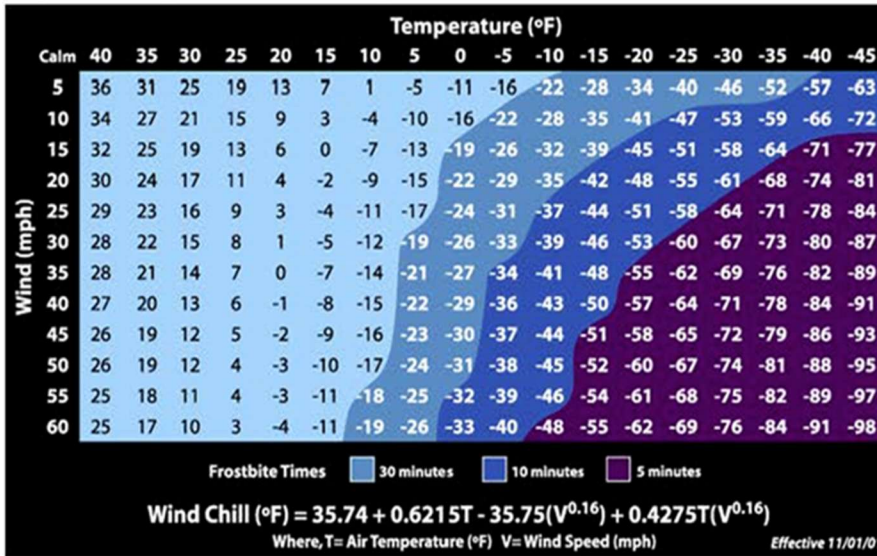 Temperature (ºF)
Calm 40 35 30 25 20 15 10 5 0 -5 -10 -15 -20 -25 -30 -35 -40 -45
5 36 31 25 19 13 7 1 -5 -11 -16 -22 -28 -34 -40 -46 -52 -57 -63
10 34 27 21 15 9 3 -4 -10 -16 -22 -28 -35 -41 -47 -53 -59 -66 -72
15 32 25 19 13 6 0 -7 -13 -19 -26 -32 -39 -45 -51 -58 -64 -71 -77
20 30 24 17 11 4 -2 -9 -15 -22 -29 -35 -42 -48 -55 -61 -68 -74 -81
25 29 23 16 9 3 -4 -11 -17 -24 -31 -37 -44 -51 -58 -64 -71 -78 -84
30 28 22 15 8 1 -5 -12 -19 -26 -33 -39 -46 -53 -60 -67 -73 -80 -87
35 28 21 14 7 0 -7 -14 -21 -27 -34 -41 -48 -55 -62 -69 -76 -82 -89
40 27 20 13 6 -1 -8 -15 -22 -29 -36 -43 -50 -57 -64 -71 -78 -84 -91
45 26 19 12 5 -2 -9 -16 -23 -30 -37 -44 -51 -58 -65 -72 -79 -86 -93
50 26 19 12 4 -3 -10 -17 -24 -31 -38 -45 -52 -60 -67 -74 -81 -88 -95
55 25 18 11 4 -3 -11 -18 -25 -32 -39 -46 -54 -61 -68 -75 -82 -89 -97
60 25 17 10 3 -4 -11 -19 -26 -33 -40 -48 -55 -62 -69 -76 -84 -91 -98
Wind (mph)
Frostbite Times 30 minutes 10 minutes 5 minutes
Wind Chill (ºF) = 35.74 + 0.6215T - 35.75(V^0.16) + 0.4275T(V^0.16)
Where, T= Air Temperature (ºF) V= Wind Speed (mph)
Effective 11/01/0